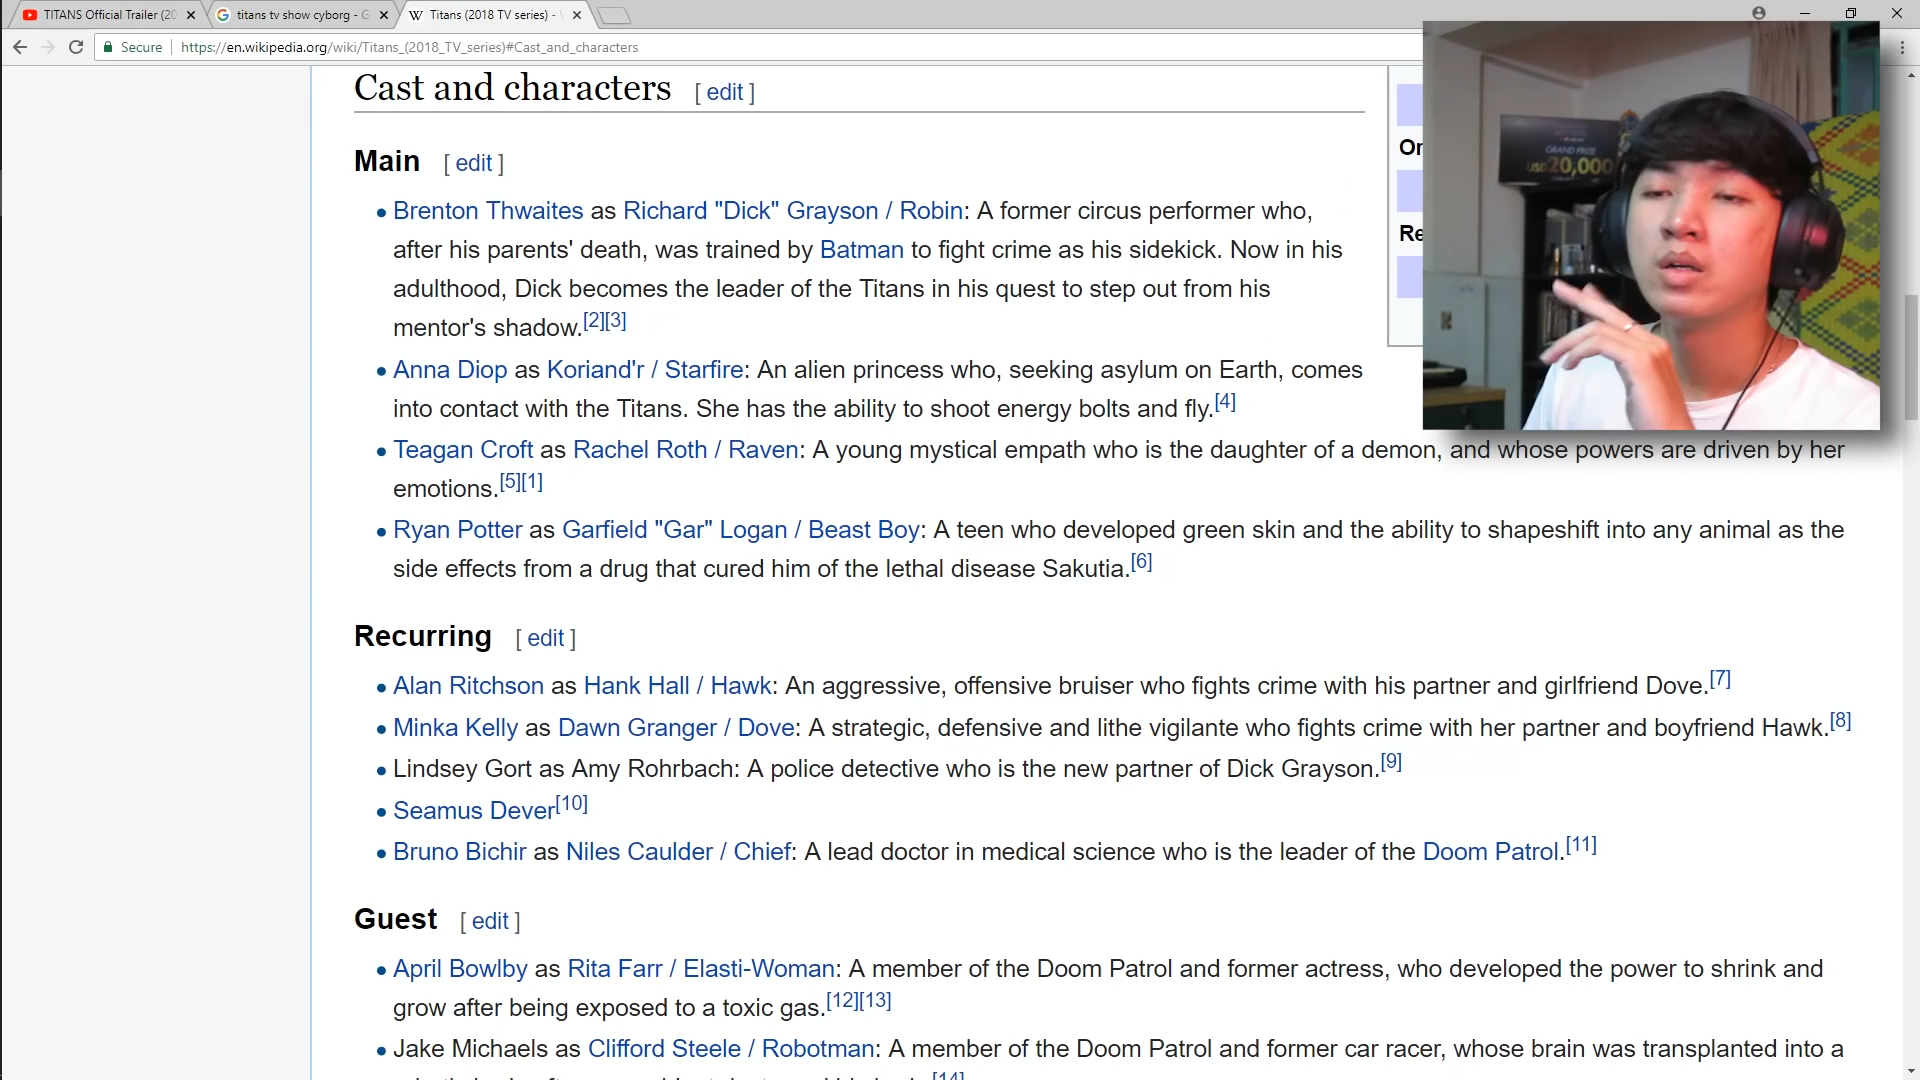 TITANS Official Trailer (20
titans tv show cyborg - G
Titans (2018 TV series) -
Secure
https://en.wikipedia.org/wiki/Titans_(2018_TV_series)#Cast_and_characters
Cast and characters [ edit ]
Main [ edit ]
Brenton Thwaites as Richard "Dick" Grayson / Robin: A former circus performer who,
after his parents' death, was trained by Batman to fight crime as his sidekick. Now in his
adulthood, Dick becomes the leader of the Titans in his quest to step out from his
mentor's shadow.[2][3]
Anna Diop as Koriand'r / Starfire: An alien princess who, seeking asylum on Earth, comes
into contact with the Titans. She has the ability to shoot energy bolts and fly.[4]
Teagan Croft as Rachel Roth / Raven: A young mystical empath who is the daughter of a demon, and whose powers are driven by her
emotions.[5][1]
Ryan Potter as Garfield "Gar" Logan / Beast Boy: A teen who developed green skin and the ability to shapeshift into any animal as the
side effects from a drug that cured him of the lethal disease Sakutia.[6]
Recurring [ edit ]
Alan Ritchson as Hank Hall / Hawk: An aggressive, offensive bruiser who fights crime with his partner and girlfriend Dove.[7]
Minka Kelly as Dawn Granger / Dove: A strategic, defensive and lithe vigilante who fights crime with her partner and boyfriend Hawk.[8]
Lindsey Gort as Amy Rohrbach: A police detective who is the new partner of Dick Grayson.[9]
Seamus Dever[10]
Bruno Bichir as Niles Caulder / Chief: A lead doctor in medical science who is the leader of the Doom Patrol.[11]
Guest [ edit ]
April Bowlby as Rita Farr / Elasti-Woman: A member of the Doom Patrol and former actress, who developed the power to shrink and
grow after being exposed to a toxic gas.[12][13]
Jake Michaels as Clifford Steele / Robotman: A member of the Doom Patrol and former car racer, whose brain was transplanted into a
[14]
Or
Re
GRAND PRIZE
USD20,000